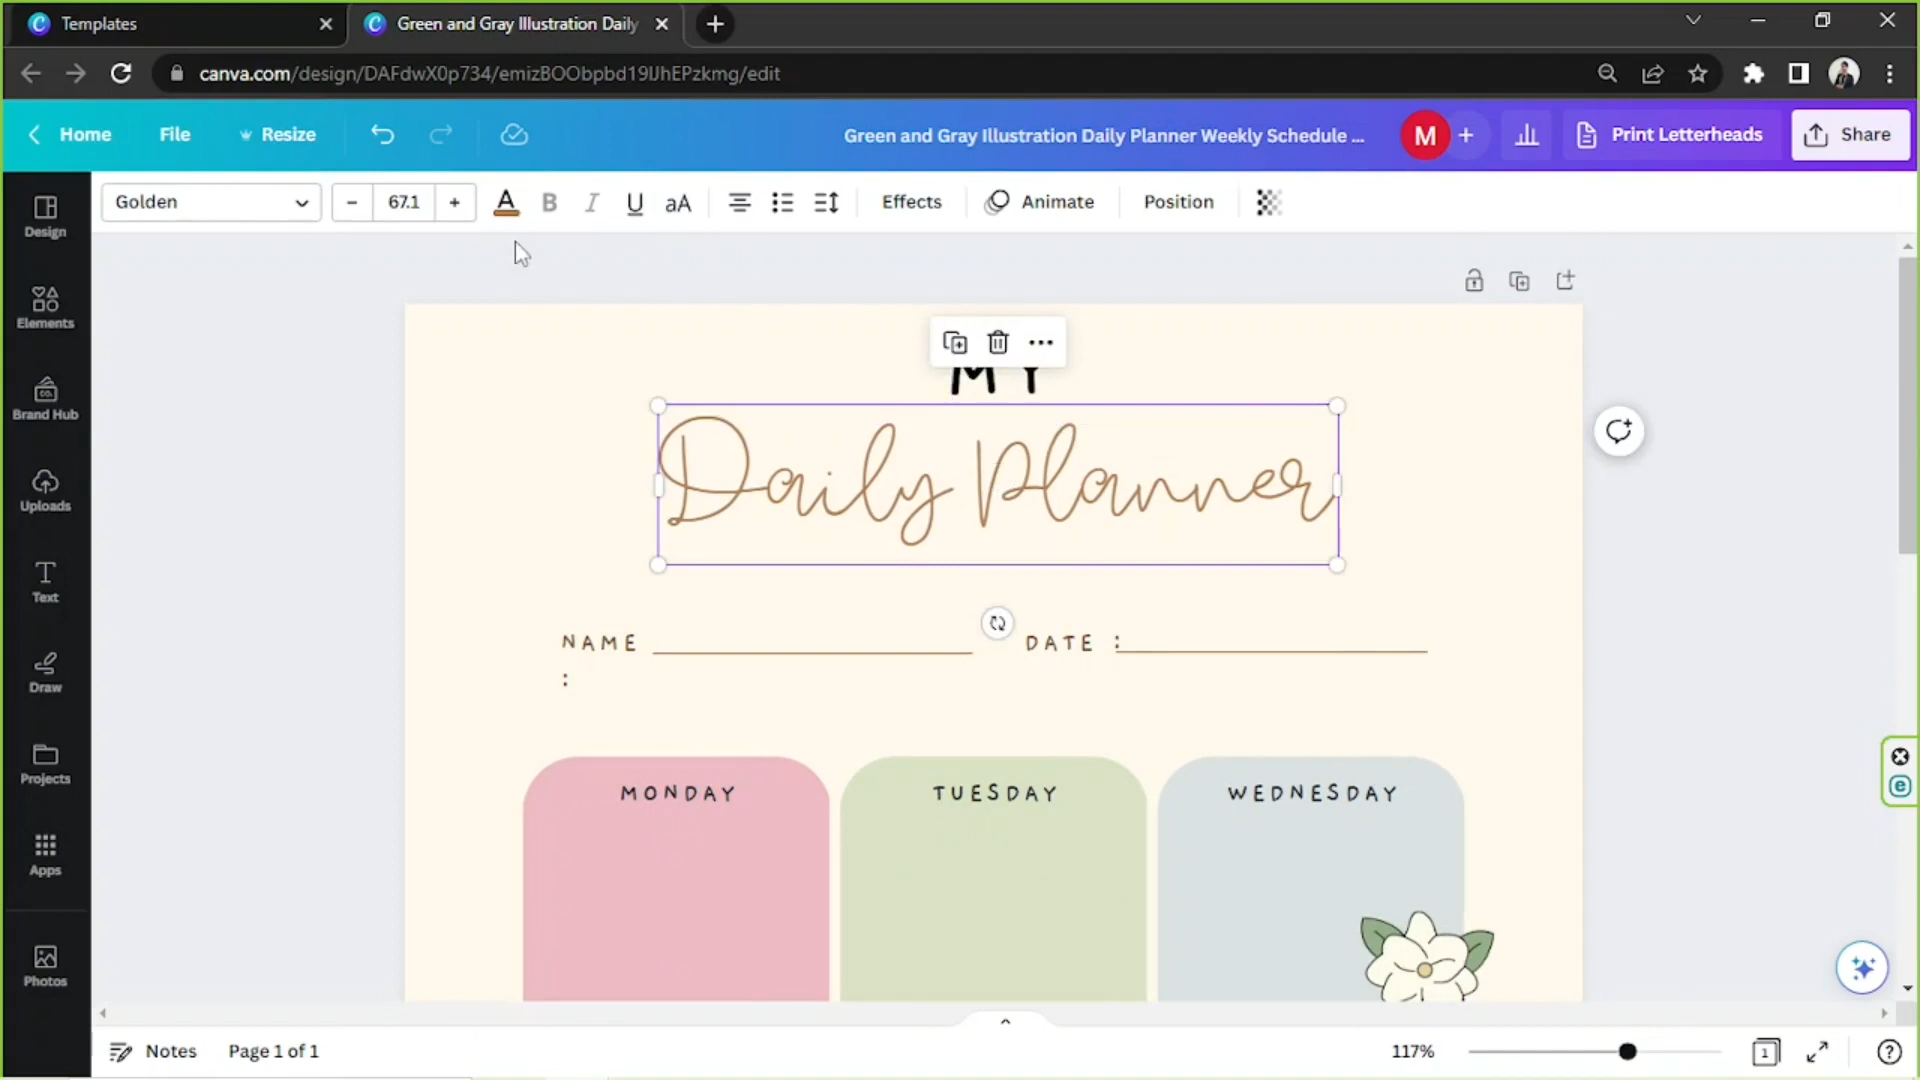 Templates
Green and Gray Illustration Daily
canva.com/design/DAFdwX0p734/emizBOObpbd19IJhEPzkmg/edit
Home
File
Resize
Green and Gray Illustration Daily Planner Weekly Schedule ...
M
Print Letterheads
Share
Golden
67.1
A
B
I
U
aA
Effects
Animate
Position
Design
Elements
Brand Hub
Uploads
Text
Draw
Projects
Apps
Photos
MY
Daily Planner
NAME
:
DATE :
MONDAY
TUESDAY
WEDNESDAY
Notes
Page 1 of 1
117%
1